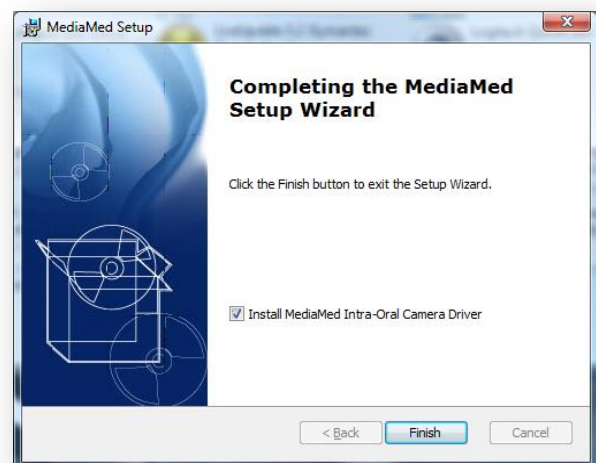 MediaMed Setup
Completing the MediaMed
Setup Wizard
Click the Finish button to exit the Setup Wizard.
Install MediaMed Intra-Oral Camera Driver
< Back
Finish
Cancel